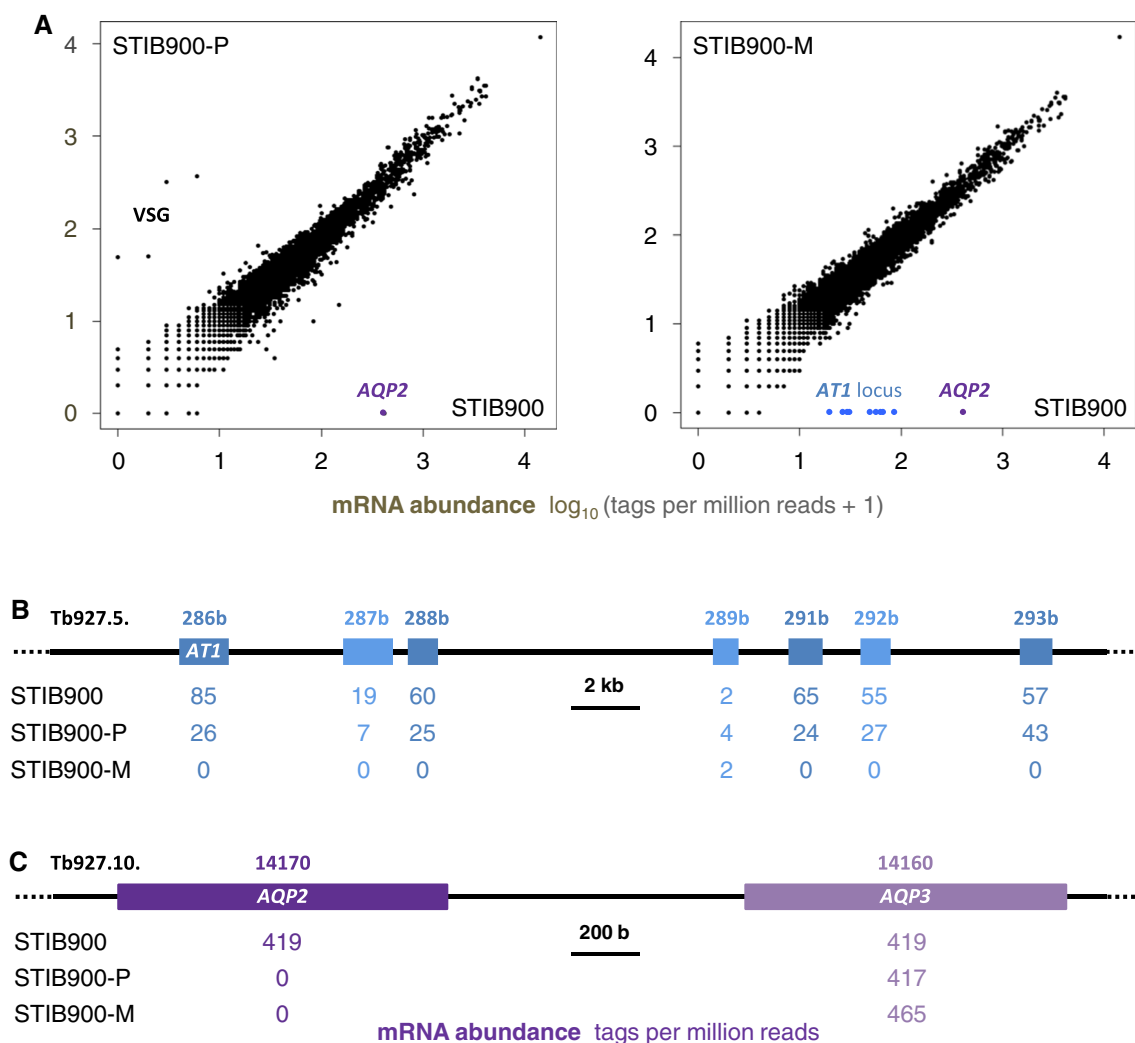 A
STIB900-P
STIB900-M
4
3
2
1
0
VSG
AQP2
STIB900
0 1 2 3 4
4
3
2
1
0
AT1 locus
AQP2
STIB900
0 1 2 3 4
mRNA abundance log10 (tags per million reads + 1)
B Tb927.5. 286b 287b 288b 289b 291b 292b 293b
AT1
2 kb
STIB900 85 19 60 2 65 55 57
STIB900-P 26 7 25 4 24 27 43
STIB900-M 0 0 0 2 0 0 0
C Tb927.10. 14170 14160
AQP2 AQP3
200 b
STIB900 419 419
STIB900-P 0 417
STIB900-M 0 465
mRNA abundance tags per million reads